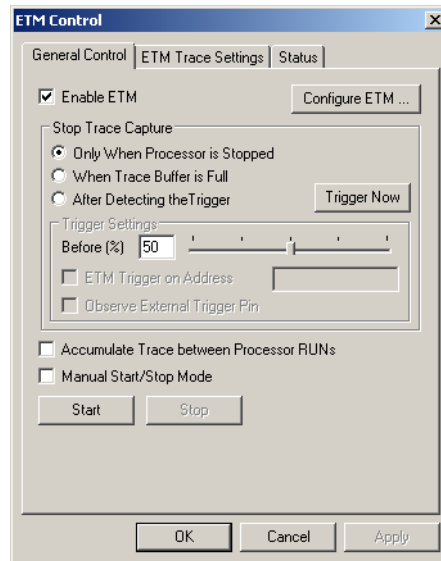 ETM Control
General Control ETM Trace Settings Status
Enable ETM Configure ETM ...
Stop Trace Capture
Only When Processor is Stopped
When Trace Buffer is Full
After Detecting theTrigger Trigger Now
Trigger Settings
Before (%) 50
ETM Trigger on Address
Observe External Trigger Pin
Accumulate Trace between Processor RUNs
Manual Start/Stop Mode
Start Stop
OK Cancel Apply